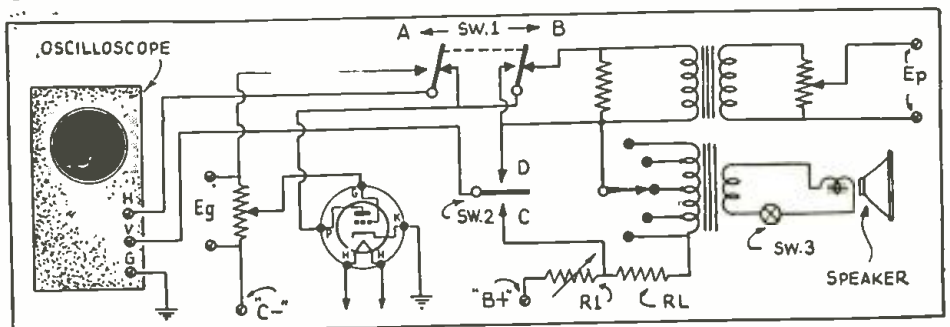 A SW.1 B
OSCILLOSCOPE
Ep
D
H
Eg
G
K
SW.2
C
P
V
SW.3
H H
G
SPEAKER
"B+"
"C-"
R1
RL